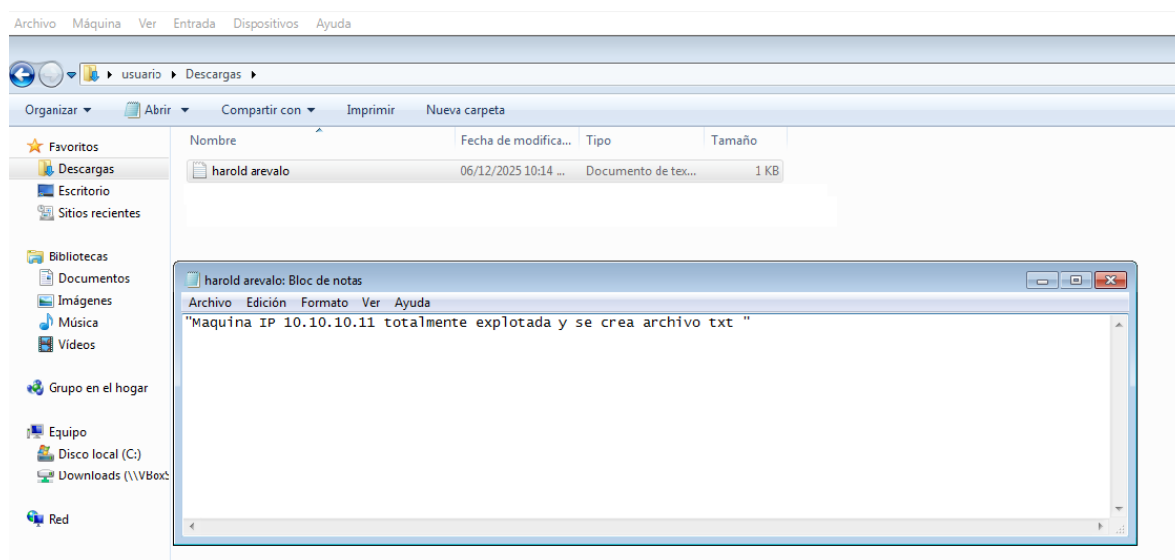 Archivo Máquina Ver Entrada Dispositivos Ayuda
usuario ▸ Descargas ▸
Organizar Abrir Compartir con Imprimir Nueva carpeta
Favoritos
Descargas
Escritorio
Sitios recientes
Bibliotecas
Documentos
Imágenes
Música
Vídeos
Grupo en el hogar
Equipo
Disco local (C:)
Downloads (\\VBoxS
Red
Nombre Fecha de modifica... Tipo Tamaño
harold arevalo 06/12/2025 10:14 ... Documento de tex... 1 KB
harold arevalo: Bloc de notas
Archivo Edición Formato Ver Ayuda
"Maquina IP 10.10.10.11 totalmente explotada y se crea archivo txt "